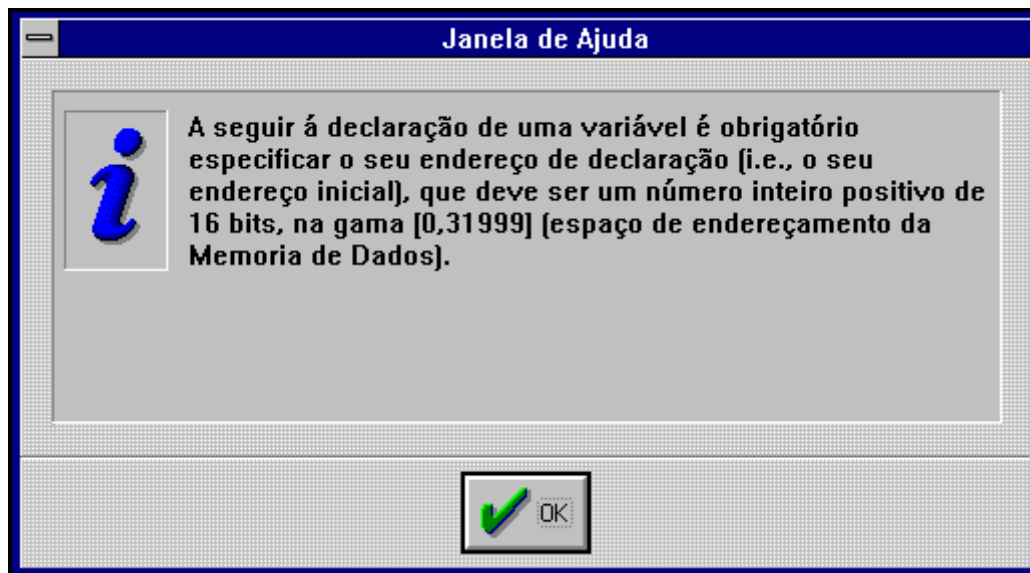 Janela de Ajuda
A seguir á declaração de uma variável é obrigatório
especificar o seu endereço de declaração (i.e., o seu
endereço inicial), que deve ser um número inteiro positivo de
16 bits, na gama [0,31999] (espaço de endereçamento da
Memoria de Dados).
OK